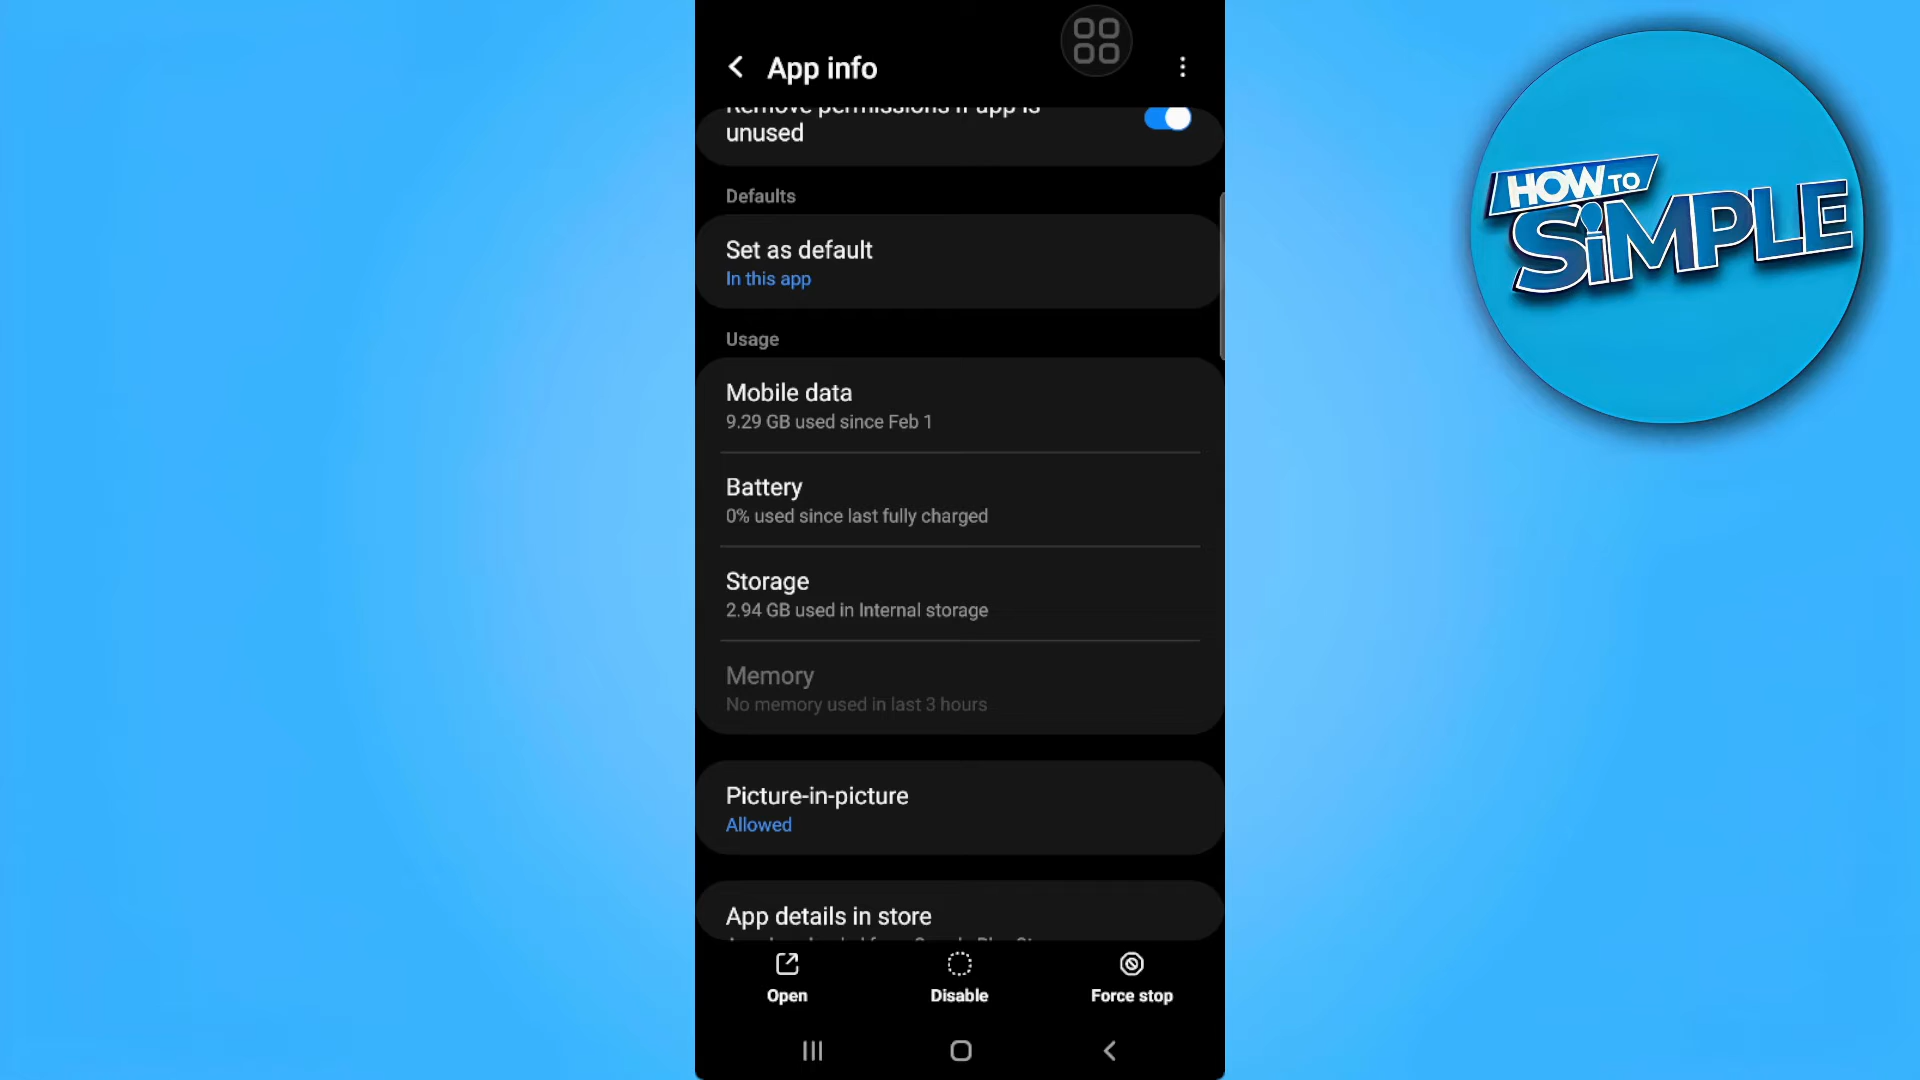 App info
Remove permissions if app is
unused
Defaults
Set as default
In this app
Usage
Mobile data
9.29 GB used since Feb 1
Battery
0% used since last fully charged
Storage
2.94 GB used in Internal storage
Memory
No memory used in last 3 hours
Picture-in-picture
Allowed
App details in store
Open
Disable
Force stop
HOW TO
SiMPLE